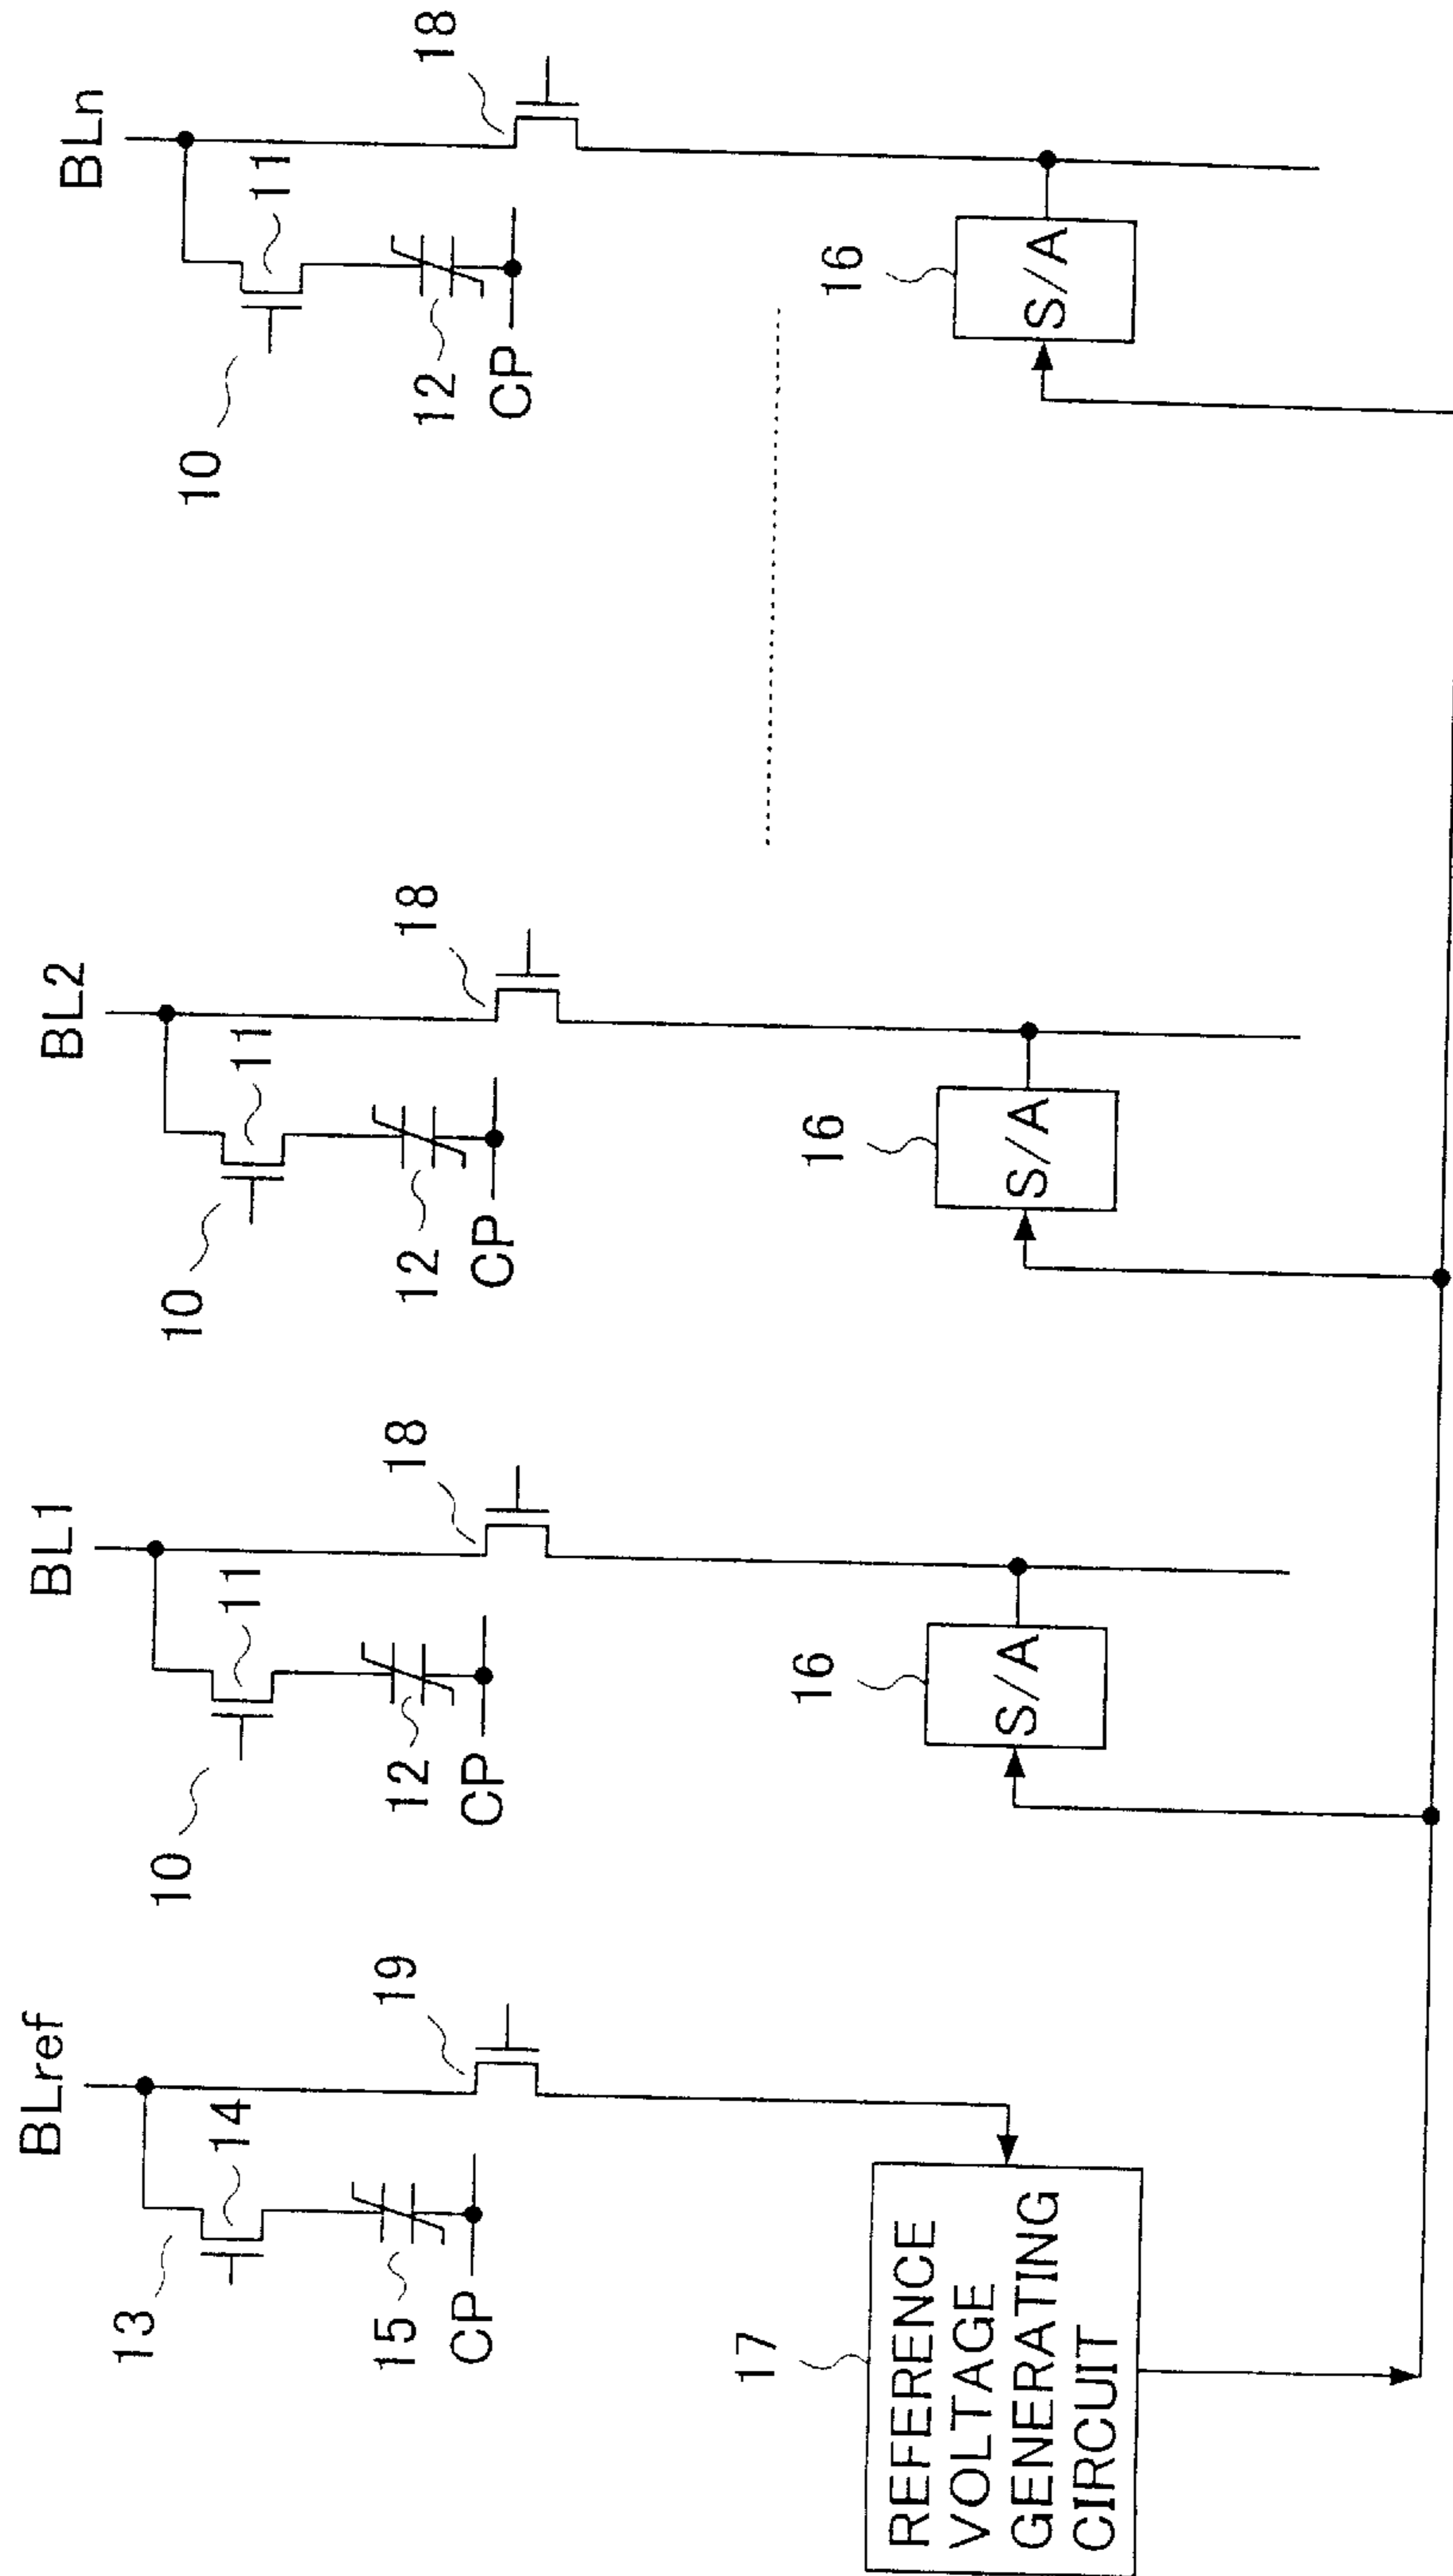 BLref
13
14
15
CP
19
17
REFERENCE
VOLTAGE
GENERATING
CIRCUIT
BL1
10
11
12
CP
18
16
S/A
BL2
10
11
12
CP
18
16
S/A
BLn
10
11
12
CP
18
16
S/A